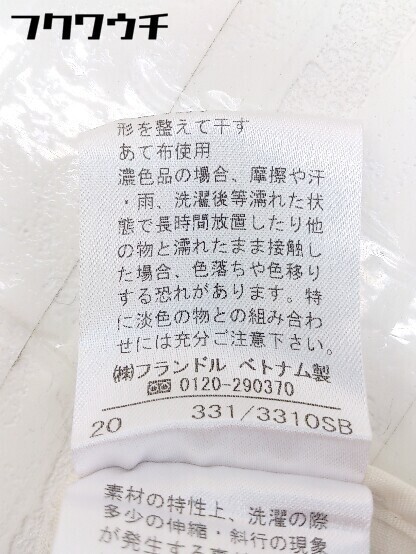 フクワウチ
形を整えて干す
あて布使用
濃色品の場合、摩擦や汗
・雨、洗濯後等濡れた状
態で長時間放置したり他
の物と濡れたまま接触し
た場合、色落ちや色移り
する恐れがあります。特
に淡色の物との組み合わ
せには充分ご注意下さい。
㈱フランドル ベトナム製
0120-290370
20 331/3310SB
素材の特性上、洗濯の際
多少の伸縮・斜行の現象